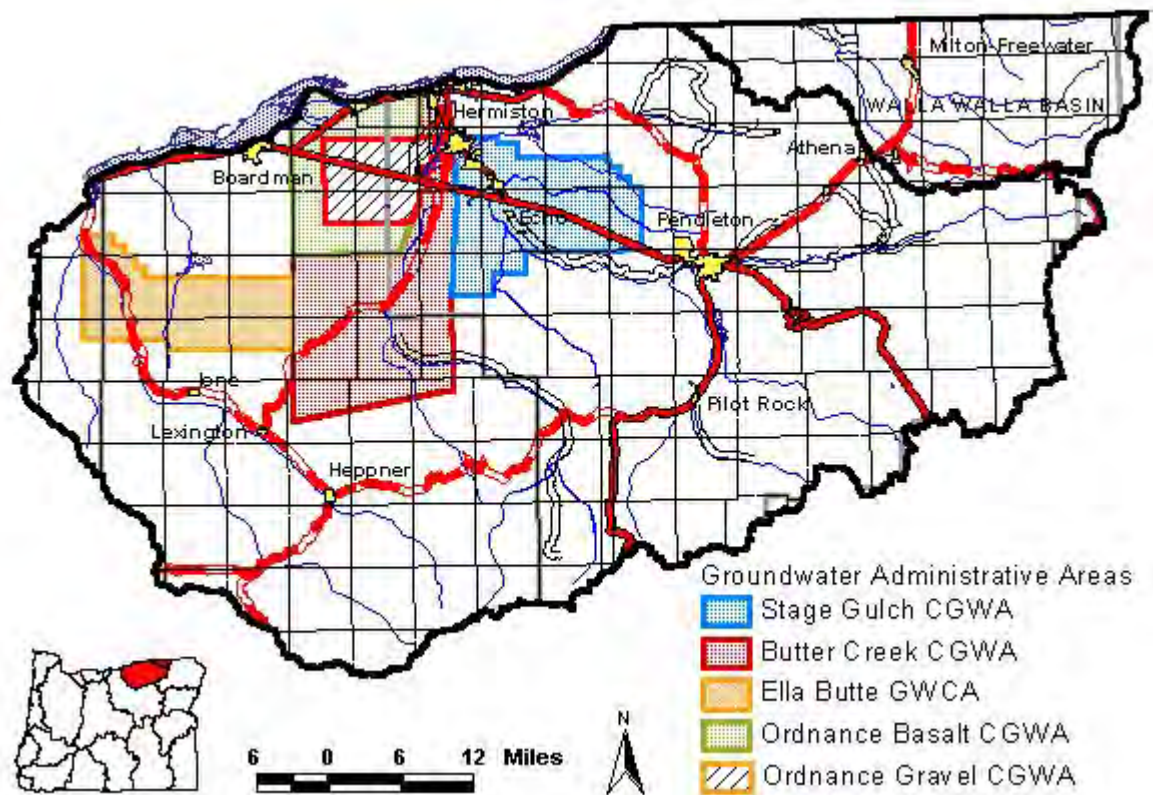 Milton-Freewater
Hermiston
WALLA WALLA BASIN
Athena
Boardman
Pendleton
Ione
Pilot Rock
Lexington
Heppner
Groundwater Administrative Areas
Stage Gulch CGWA
Butter Creek CGWA
Ella Butte GWCA
Ordnance Basalt CGWA
Ordnance Gravel CGWA
N
6 0 6 12 Miles